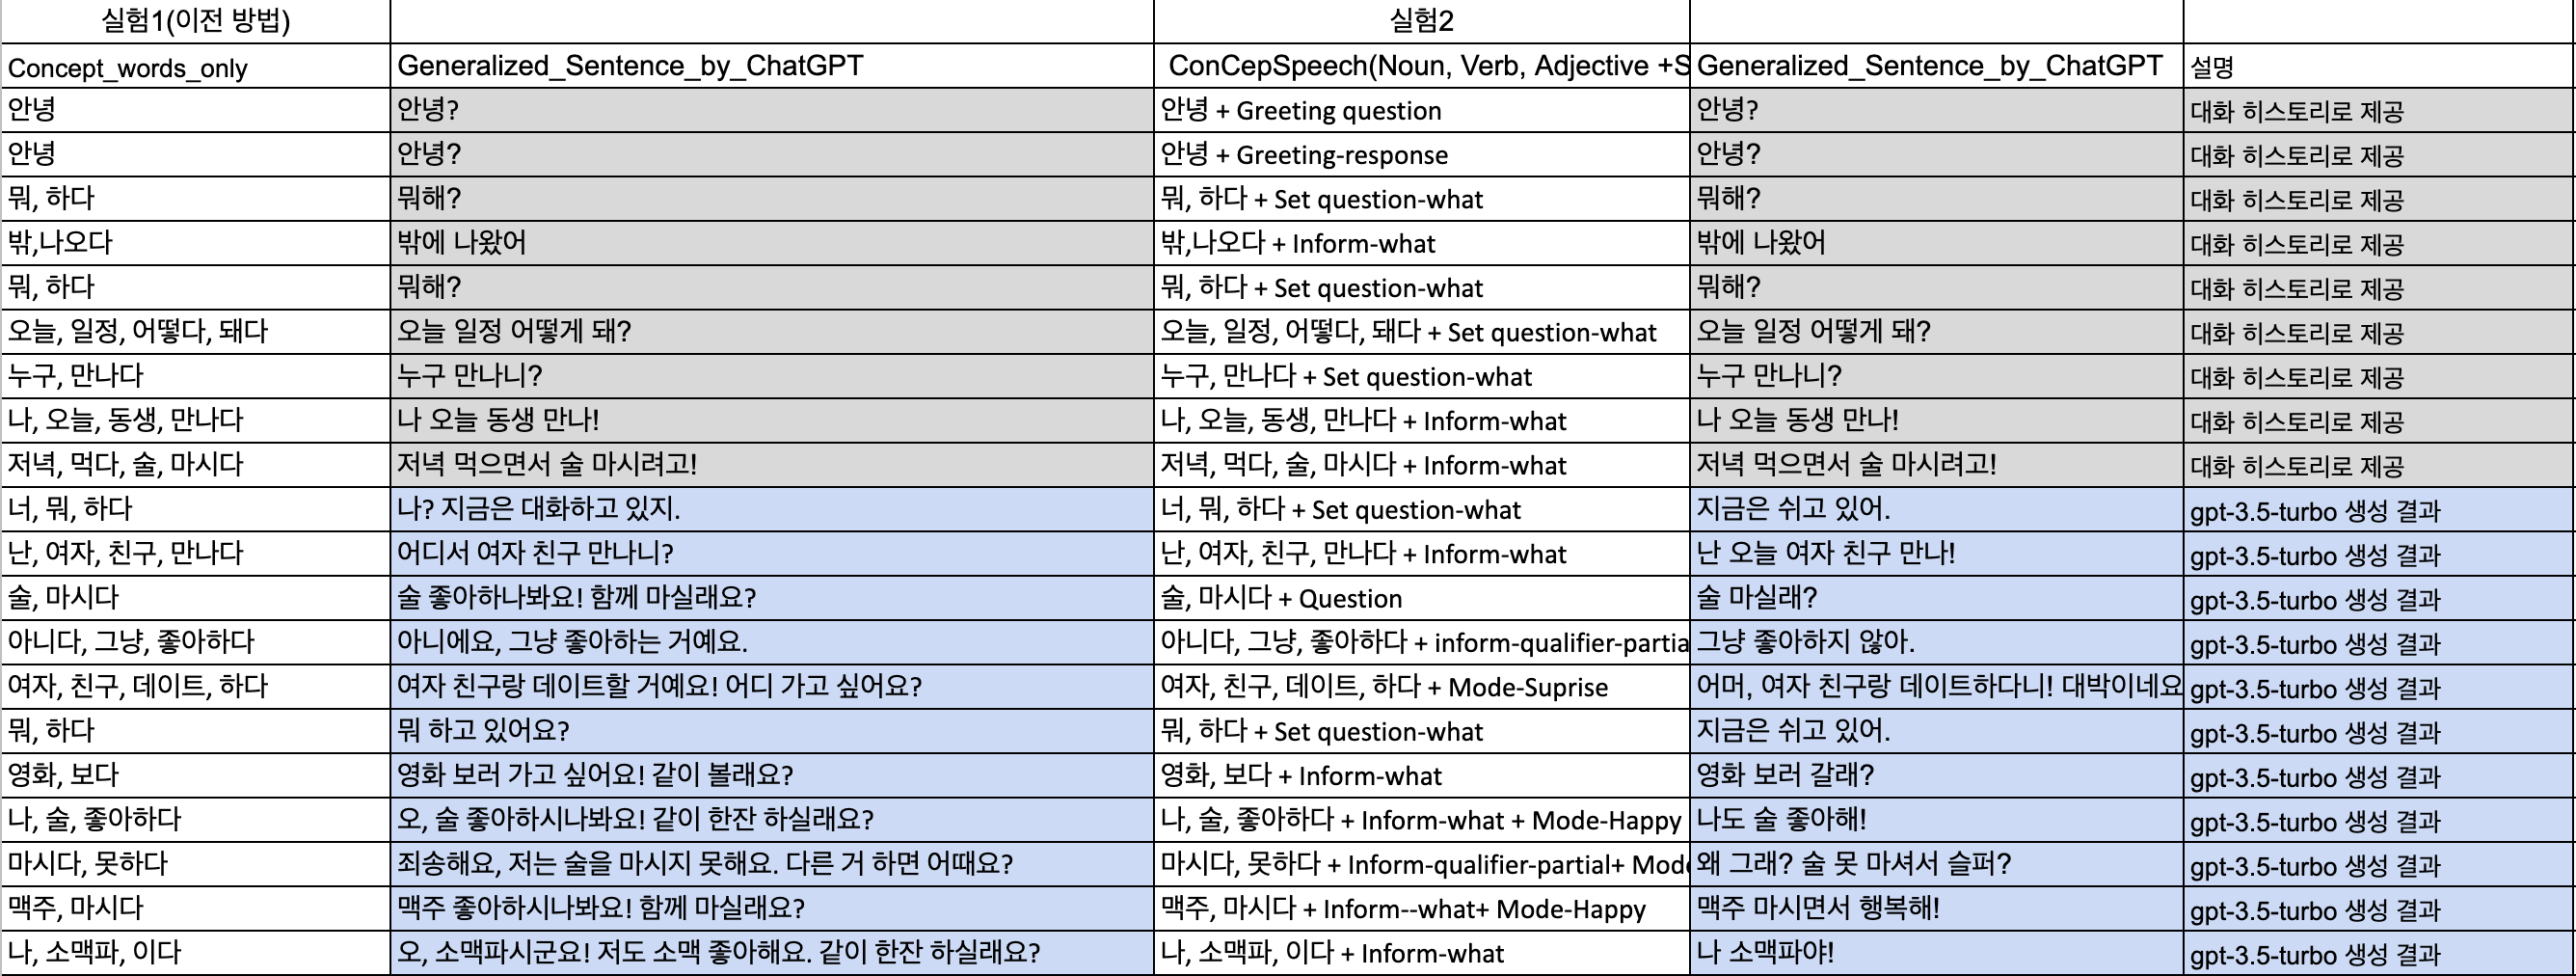 실험1(이전 방법) 실험2
Concept_words_only Generalized_Sentence_by_ChatGPT ConCepSpeech(Noun, Verb, Adjective +S Generalized_Sentence_by_ChatGPT 설명
안녕 안녕? 안녕 + Greeting question 안녕? 대화 히스토리로 제공
안녕 안녕? 안녕 + Greeting-response 안녕? 대화 히스토리로 제공
뭐, 하다 뭐해? 뭐, 하다 + Set question-what 뭐해? 대화 히스토리로 제공
밖,나오다 밖에 나왔어 밖,나오다 + Inform-what 밖에 나왔어 대화 히스토리로 제공
뭐, 하다 뭐해? 뭐, 하다 + Set question-what 뭐해? 대화 히스토리로 제공
오늘, 일정, 어떻다, 돼다 오늘 일정 어떻게 돼? 오늘, 일정, 어떻다, 돼다 + Set question-what 오늘 일정 어떻게 돼? 대화 히스토리로 제공
누구, 만나다 누구 만나니? 누구, 만나다 + Set question-what 누구 만나니? 대화 히스토리로 제공
나, 오늘, 동생, 만나다 나 오늘 동생 만나! 나, 오늘, 동생, 만나다 + Inform-what 나 오늘 동생 만나! 대화 히스토리로 제공
저녁, 먹다, 술, 마시다 저녁 먹으면서 술 마시려고! 저녁, 먹다, 술, 마시다 + Inform-what 저녁 먹으면서 술 마시려고! 대화 히스토리로 제공
너, 뭐, 하다 나? 지금은 대화하고 있지. 너, 뭐, 하다 + Set question-what 지금은 쉬고 있어. gpt-3.5-turbo 생성 결과
난, 여자, 친구, 만나다 어디서 여자 친구 만나니? 난, 여자, 친구, 만나다 + Inform-what 난 오늘 여자 친구 만나! gpt-3.5-turbo 생성 결과
술, 마시다 술 좋아하나봐요! 함께 마실래요? 술, 마시다 + Question 술 마실래? gpt-3.5-turbo 생성 결과
아니다, 그냥, 좋아하다 아니에요, 그냥 좋아하는 거예요. 아니다, 그냥, 좋아하다 + inform-qualifier-partia 그냥 좋아하지 않아. gpt-3.5-turbo 생성 결과
여자, 친구, 데이트, 하다 여자 친구랑 데이트할 거예요! 어디 가고 싶어요? 여자, 친구, 데이트, 하다 + Mode-Suprise 어머, 여자 친구랑 데이트하다니! 대박이네요 gpt-3.5-turbo 생성 결과
뭐, 하다 뭐 하고 있어요? 뭐, 하다 + Set question-what 지금은 쉬고 있어. gpt-3.5-turbo 생성 결과
영화, 보다 영화 보러 가고 싶어요! 같이 볼래요? 영화, 보다 + Inform-what 영화 보러 갈래? gpt-3.5-turbo 생성 결과
나, 술, 좋아하다 오, 술 좋아하시나봐요! 같이 한잔 하실래요? 나, 술, 좋아하다 + Inform-what + Mode-Happy 나도 술 좋아해! gpt-3.5-turbo 생성 결과
마시다, 못하다 죄송해요, 저는 술을 마시지 못해요. 다른 거 하면 어때요? 마시다, 못하다 + Inform-qualifier-partial+ Mod 왜 그래? 술 못 마셔서 슬퍼? gpt-3.5-turbo 생성 결과
맥주, 마시다 맥주 좋아하시나봐요! 함께 마실래요? 맥주, 마시다 + Inform--what+ Mode-Happy 맥주 마시면서 행복해! gpt-3.5-turbo 생성 결과
나, 소맥파, 이다 오, 소맥파시군요! 저도 소맥 좋아해요. 같이 한잔 하실래요? 나, 소맥파, 이다 + Inform-what 나 소맥파야! gpt-3.5-turbo 생성 결과